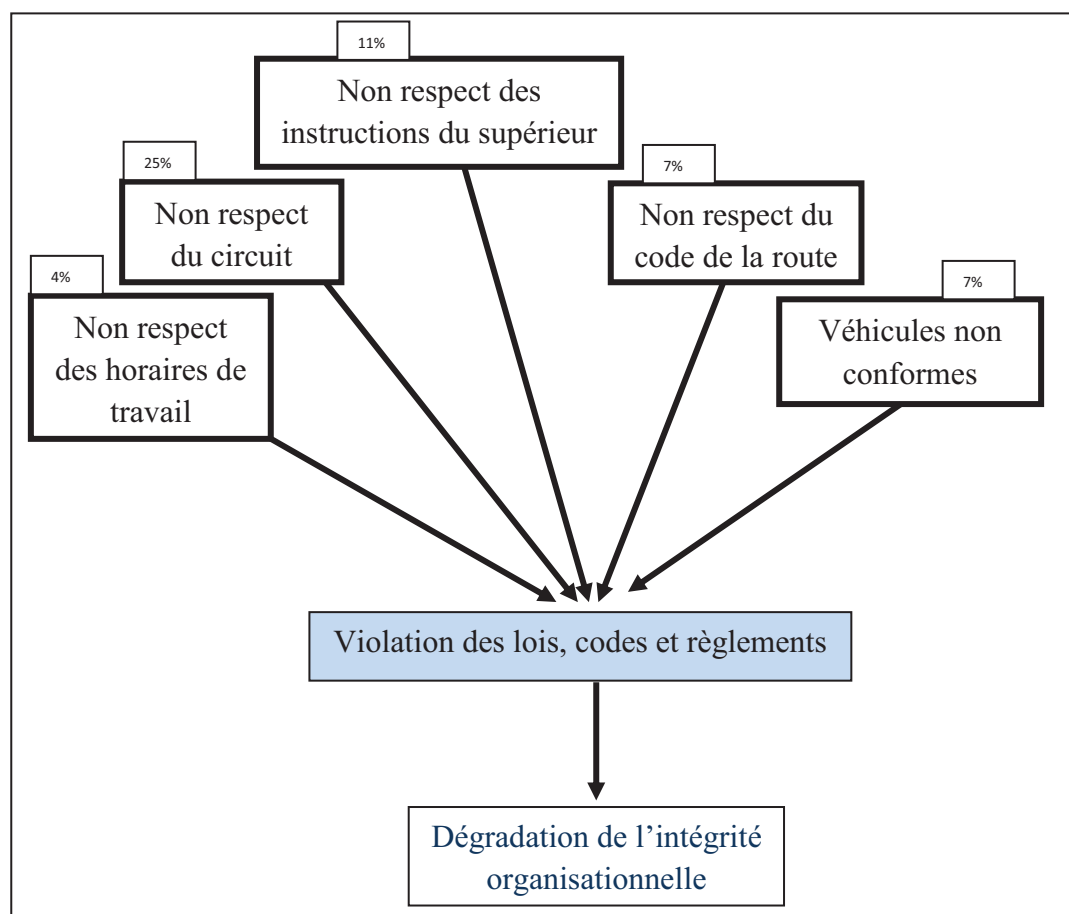 11%
Non respect des
instructions du supérieur
25%
Non respect
du circuit
7%
Non respect du
code de la route
4%
Non respect
des horaires de
travail
7%
Véhicules non
conformes
Violation des lois, codes et règlements
Dégradation de l’intégrité
organisationnelle